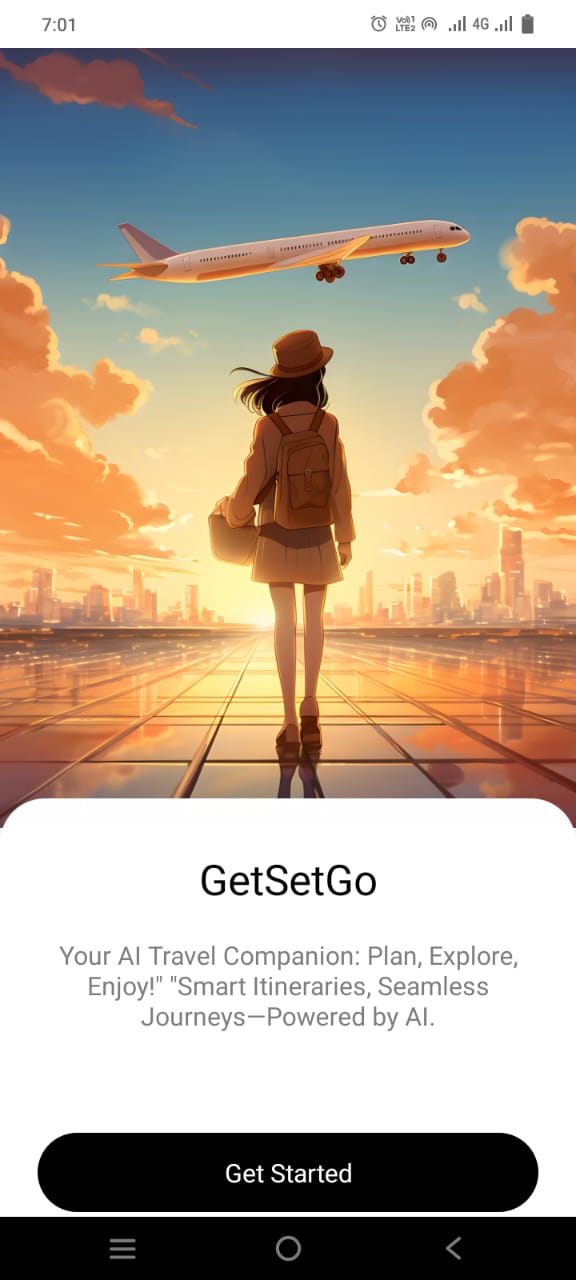 7:01
Vo))1
LTE2
4G
GetSetGo
Your AI Travel Companion: Plan, Explore,
Enjoy!" "Smart Itineraries, Seamless
Journeys—Powered by AI.
Get Started